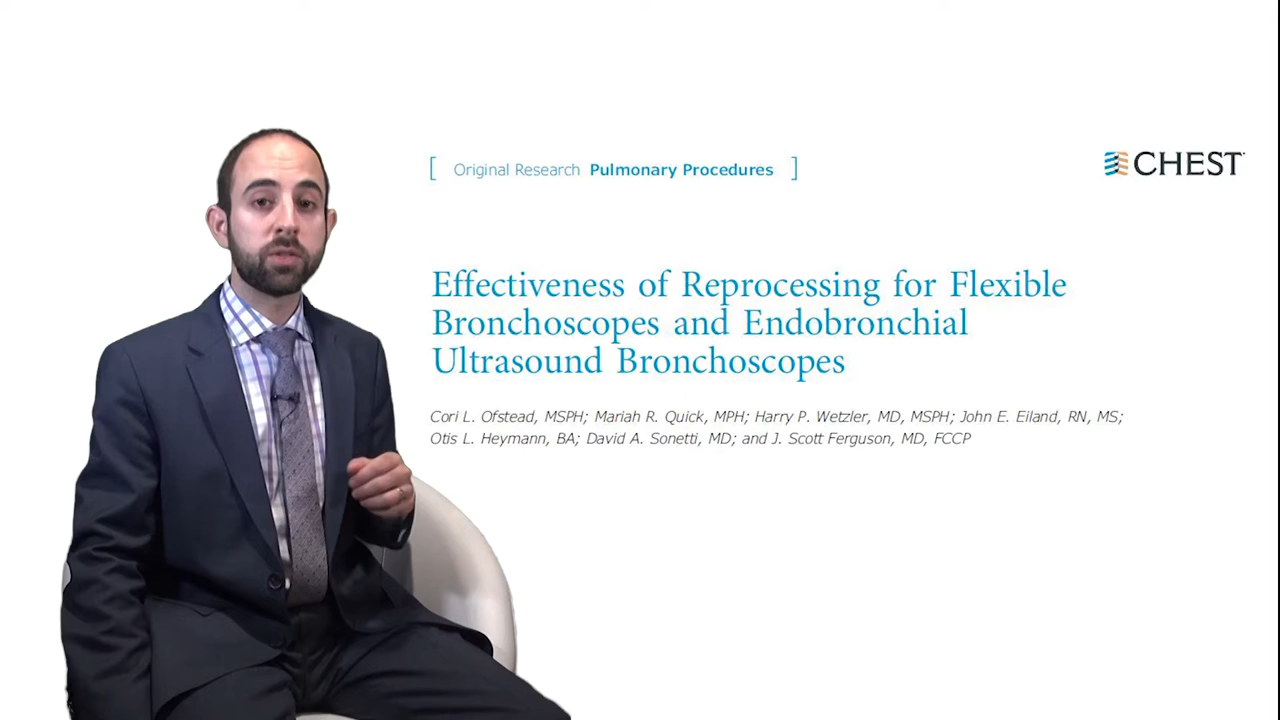 [ Original Research Pulmonary Procedures ]
CHEST
Effectiveness of Reprocessing for Flexible
Bronchoscopes and Endobronchial
Ultrasound Bronchoscopes
Cori L. Ofstead, MSPH; Mariah R. Quick, MPH; Harry P. Wetzler, MD, MSPH; John E. Eiland, RN, MS;
Otis L. Heymann, BA; David A. Sonetti, MD; and J. Scott Ferguson, MD, FCCP